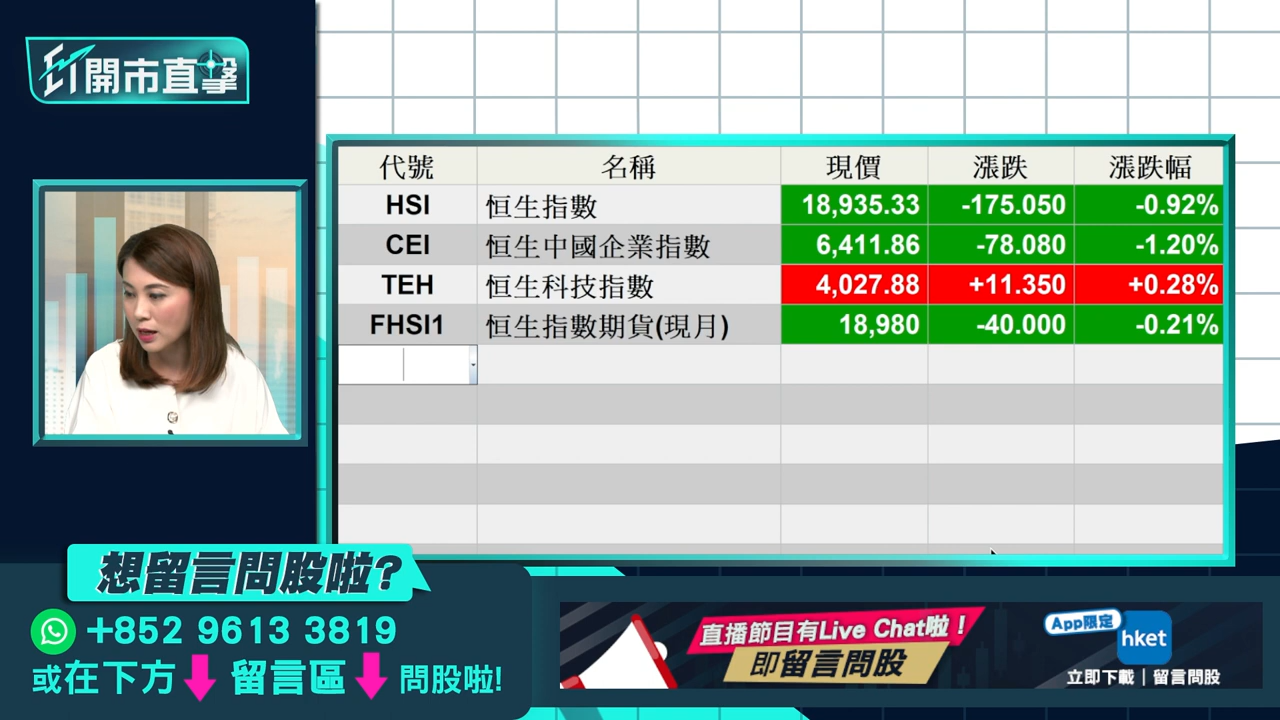 ET開市直擊
代號 名稱 現價 漲跌 漲跌幅
HSI 恒生指數 18,935.33 -175.050 -0.92%
CEI 恒生中國企業指數 6,411.86 -78.080 -1.20%
TEH 恒生科技指數 4,027.88 +11.350 +0.28%
FHSI1 恒生指數期貨(現月) 18,980 -40.000 -0.21%
想留言問股啦?
+852 9613 3819
或在下方 留言區 問股啦!
直播節目有Live Chat啦！
即留言問股
App限定
hket
立即下載｜留言問股